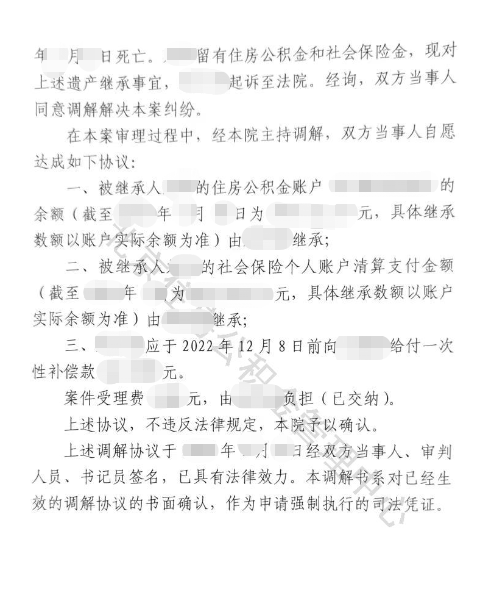 年 月 日死亡。 留有住房公积金和社会保险金，现对
上述遗产继承事宜， 起诉至法院。经询，双方当事人
同意调解解决本案纠纷。
在本案审理过程中，经本院主持调解，双方当事人自愿
达成如下协议：
一、被继承人 的住房公积金账户 的
余额（截至 年 月 日为 元，具体继承
数额以账户实际余额为准）由 继承；
二、被继承人 的社会保险个人账户清算支付金额
（截至 年 为 元，具体继承数额以账户
实际余额为准）由 继承；
三、 应于2022年12月8日前向 给付一次
性补偿款 元。
案件受理费 元，由 负担（已交纳）。
上述协议，不违反法律规定，本院予以确认。
上述调解协议于 年 月 日经双方当事人、审判
人员、书记员签名，已具有法律效力。本调解书系对已经生
效的调解协议的书面确认，作为申请强制执行的司法凭证。
北京住房公积金管理中心